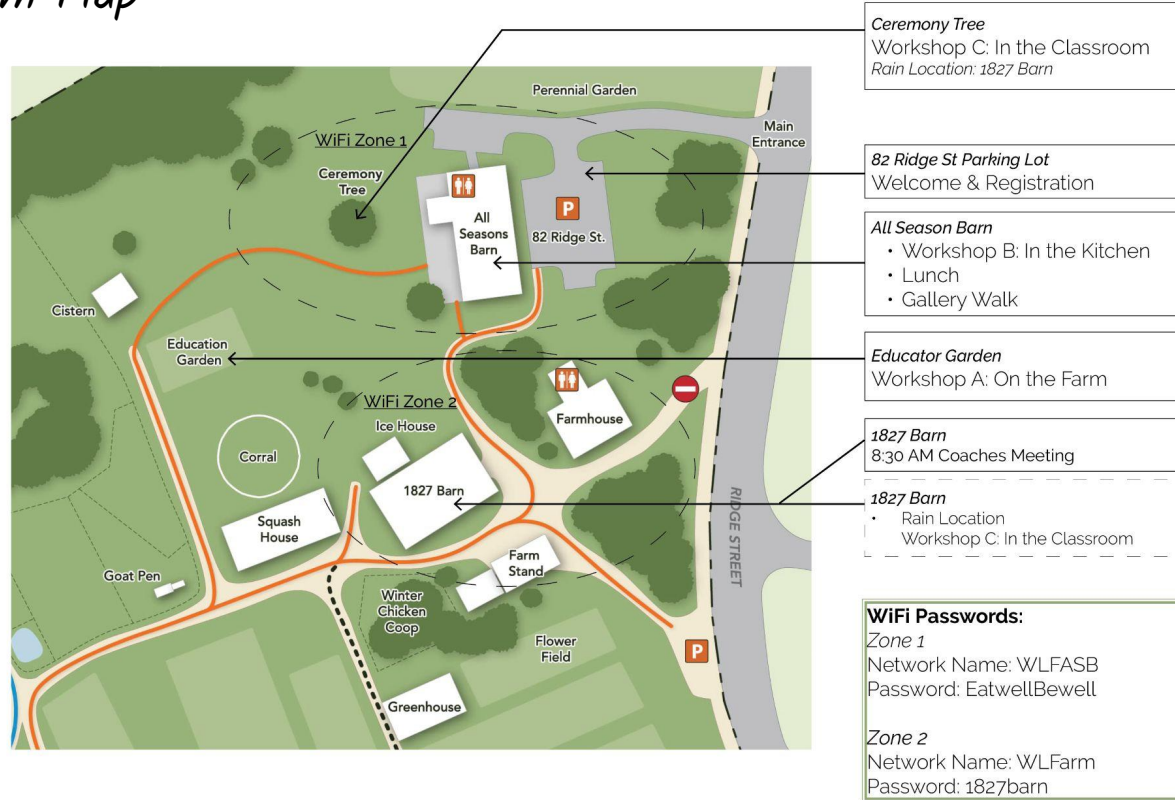 Map
Ceremony Tree
Workshop C: In the Classroom
Rain Location: 1827 Barn
82 Ridge St Parking Lot
Welcome & Registration
All Season Barn
• Workshop B: In the Kitchen
• Lunch
• Gallery Walk
Educator Garden
Workshop A: On the Farm
1827 Barn
8:30 AM Coaches Meeting
1827 Barn
• Rain Location
Workshop C: In the Classroom
WiFi Passwords:
Zone 1
Network Name: WLFASB
Password: EatwellBewell
Zone 2
Network Name: WLFarm
Password: 1827barn
Perennial Garden
Main
Entrance
WiFi Zone 1
Ceremony
Tree
All
Seasons
Barn
P
82 Ridge St.
Cistern
Education
Garden
WiFi Zone 2
Ice House
Farmhouse
Corral
1827 Barn
Squash
House
RIDGE STREET
Farm
Stand
Goat Pen
Winter
Chicken
Coop
Flower
Field
P
Greenhouse